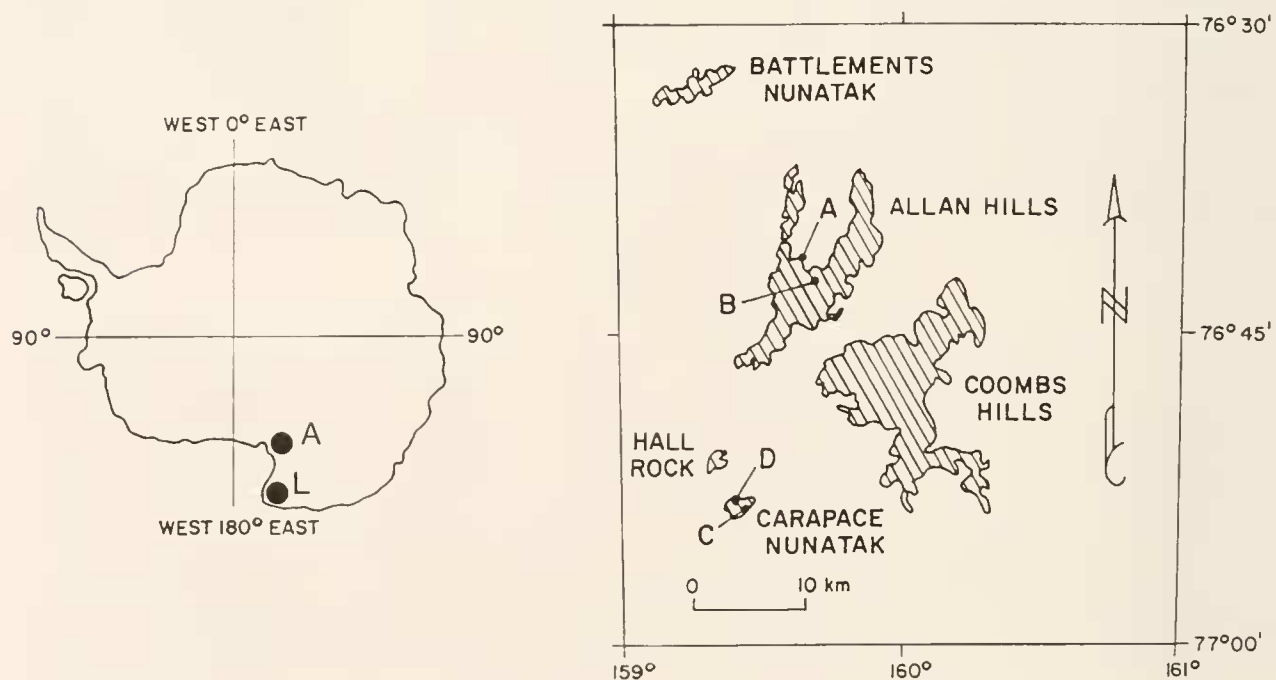 WEST 0° EAST
90°
90°
A
L
WEST 180° EAST
76° 30'
BATTLEMENTS
NUNATAK
A
ALLAN HILLS
B
N
76° 45'
COOMBS
HILLS
HALL
ROCK
D
C
CARAPACE
NUNATAK
0 10 km
77° 00'
159° 160° 161°